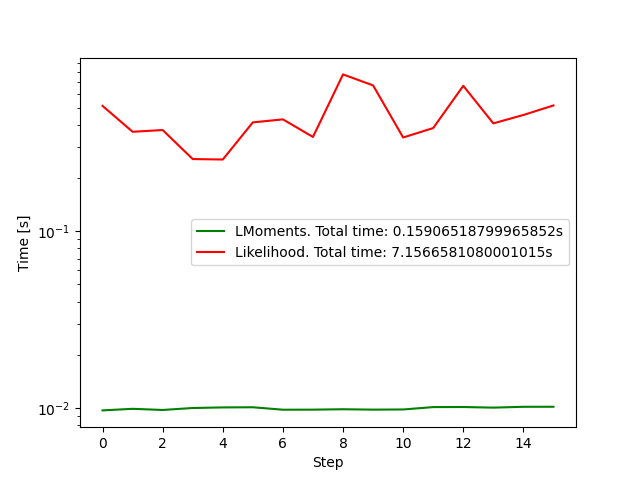 Time [s]
10⁻¹
10⁻²
LMoments. Total time: 0.15906518799965852s
Likelihood. Total time: 7.1566581080001015s
0 2 4 6 8 10 12 14
Step